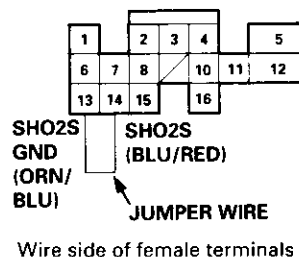 1 2 3 4 5
6 7 8 10 11 12
13 14 15 16
SHO2S
GND
(ORN/
BLU)
SHO2S
(BLU/RED)
JUMPER WIRE
Wire side of female terminals